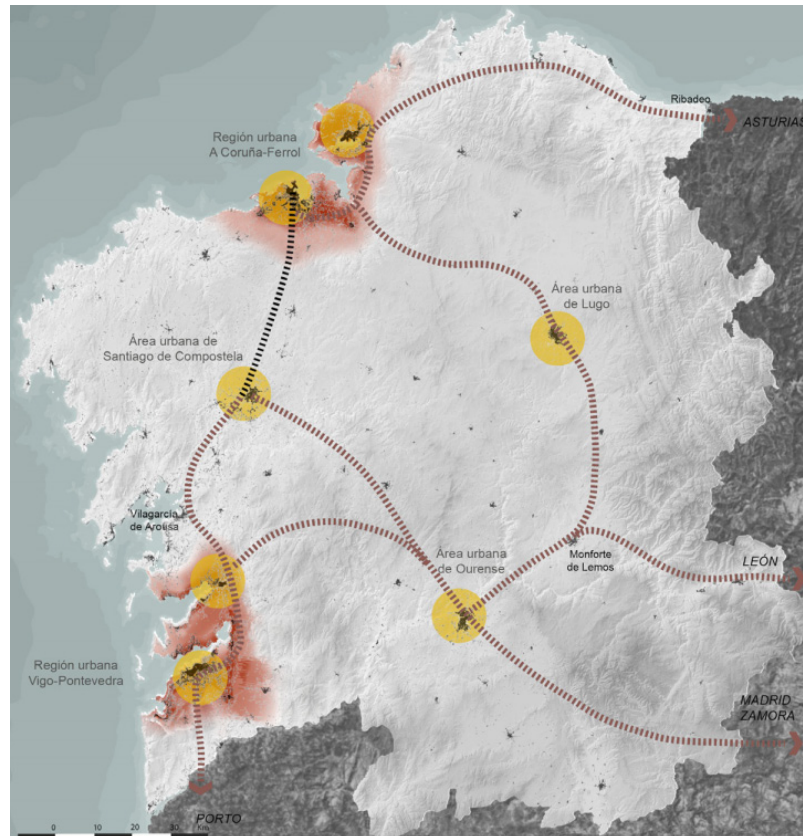 Ribadeo
ASTURIAS
Región urbana
A Coruña-Ferrol
Área urbana
de Lugo
Área urbana de
Santiago de Compostela
Vilagarcía
de Arousa
Área urbana
de Ourense
Monforte
de Lemos
LEÓN
Región urbana
Vigo-Pontevedra
MADRID
ZAMORA
PORTO
0 10 20 30 Km